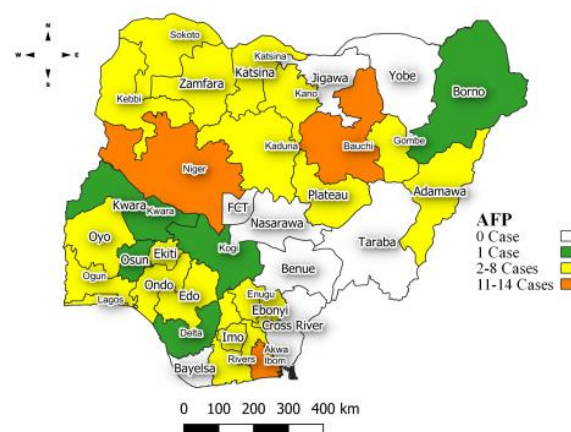 N
W E
S
Sokoto
Katsina
Katsina
Zamfara
Jigawa
Yobe
Borno
Kebbi
Kano
Kaduna
Bauchi
Gombe
Niger
Adamawa
Plateau
Kwara
Kwara
FCT
Nasarawa
Taraba
Oyo
Kogi
Osun
Ekiti
Benue
Ogun
Ondo
Edo
Lagos
Enugu
Ebonyi
Cross River
Delta
Imo
Akwa
Ibom
Rivers
Bayelsa
AFP
0 Case
1 Case
2-8 Cases
11-14 Cases
0 100 200 300 400 km